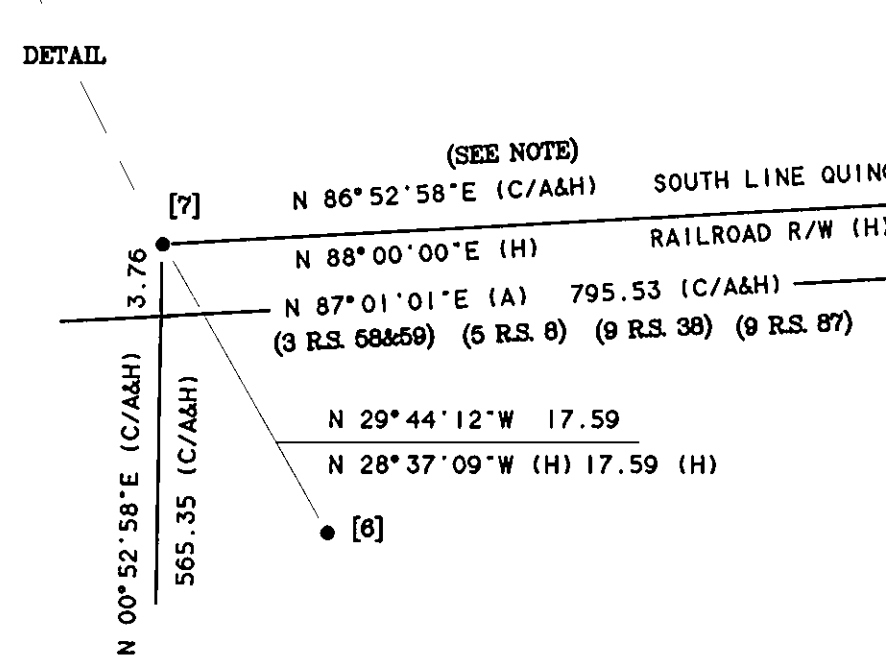 DETAIL
(SEE NOTE)
[7]
N 86°52'58"E (C/A&H) SOUTH LINE
N 88°00'00"E (H) RAILROAD R/W (H)
3.76
N 87°01'01"E (A) 795.53 (C/A&H)
(3 R.S. 58&59) (5 R.S. 8) (9 R.S. 38) (9 R.S. 87)
N 00°52'58"E (C/A&H)
565.35 (C/A&H)
N 29°44'12"W 17.59
N 28°37'09"W (H) 17.59 (H)
[6]